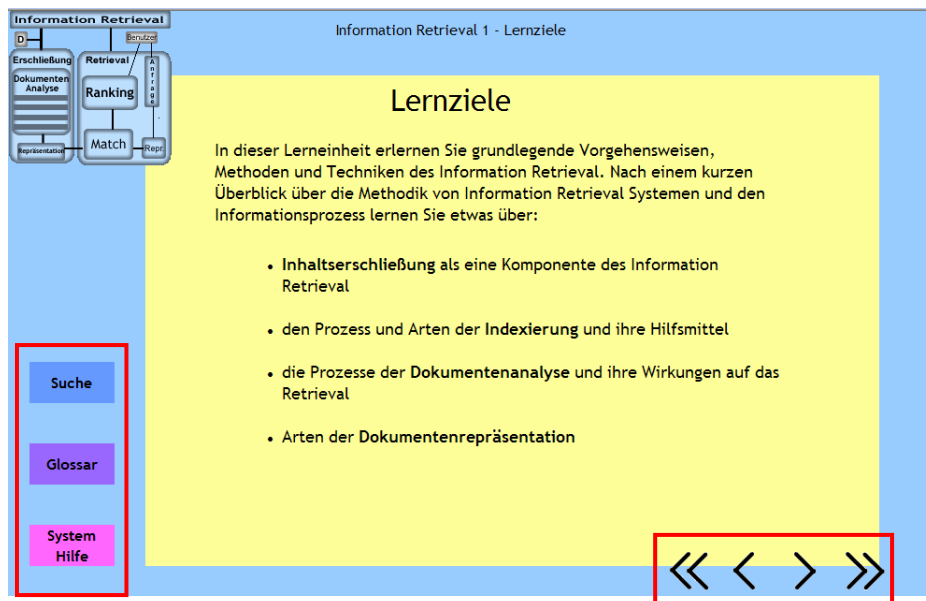 Information Retrieval
D
Benutzer
Erschließung
Retrieval
Anfrage
Dokumenten
Analyse
Ranking
Match
Repräsentation
Repr.
Information Retrieval 1 - Lernziele
Lernziele
In dieser Lerneinheit erlernen Sie grundlegende Vorgehensweisen,
Methoden und Techniken des Information Retrieval. Nach einem kurzen
Überblick über die Methodik von Information Retrieval Systemen und den
Informationsprozess lernen Sie etwas über:
• Inhaltserschließung als eine Komponente des Information
Retrieval
• den Prozess und Arten der Indexierung und ihre Hilfsmittel
• die Prozesse der Dokumentenanalyse und ihre Wirkungen auf das
Retrieval
• Arten der Dokumentenrepräsentation
Suche
Glossar
System
Hilfe